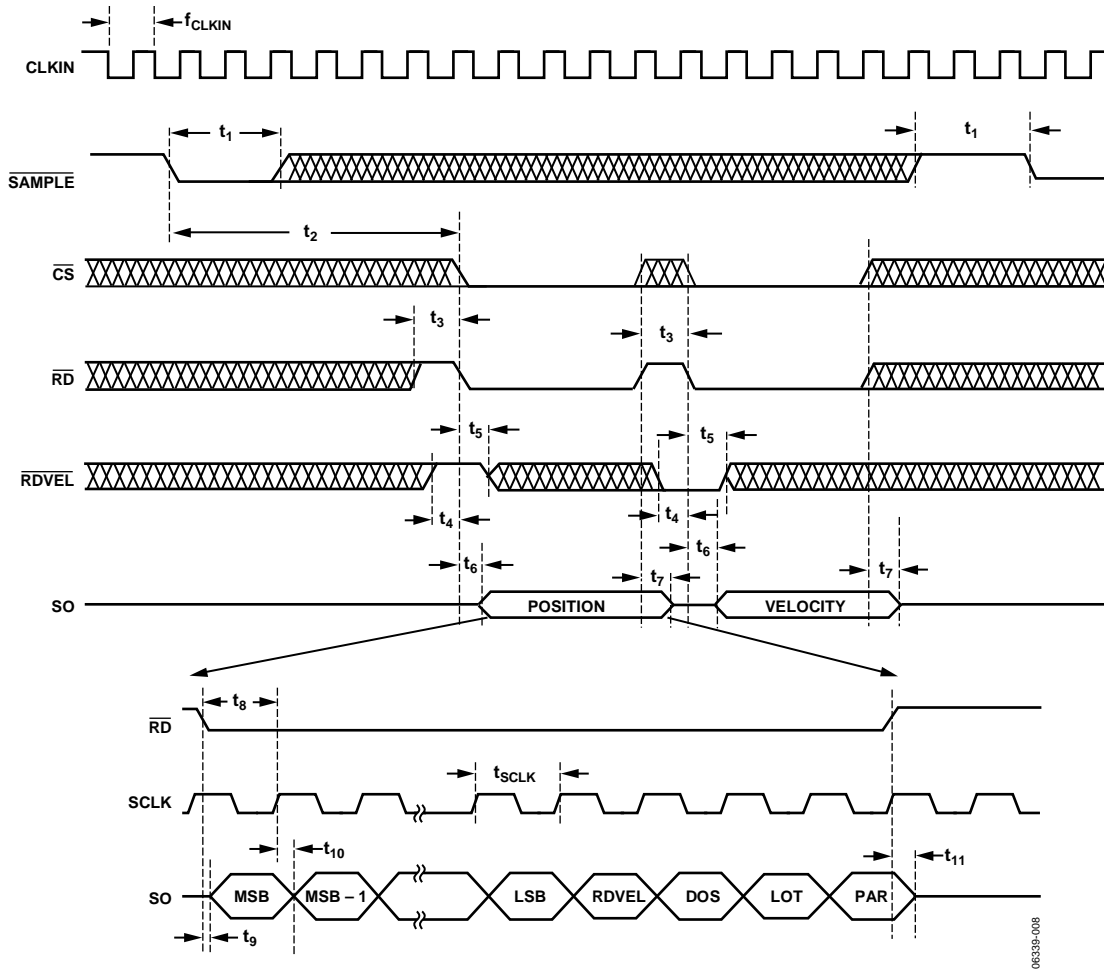 fCLKIN
CLKIN
t1
t1
SAMPLE
t2
CS
t3
t3
RD
t5
t5
RDVEL
t4
t4
t6
t6
t7
t7
SO
POSITION
VELOCITY
t8
RD
tSCLK
SCLK
t10
t11
SO
MSB
MSB – 1
LSB
RDVEL
DOS
LOT
PAR
t9
06339-008